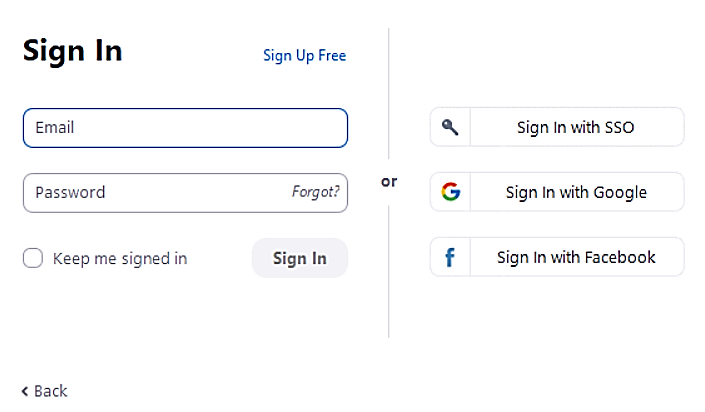 Sign In
Sign Up Free
Email
Password
Forgot?
Keep me signed in
Sign In
or
Sign In with SSO
Sign In with Google
Sign In with Facebook
Back